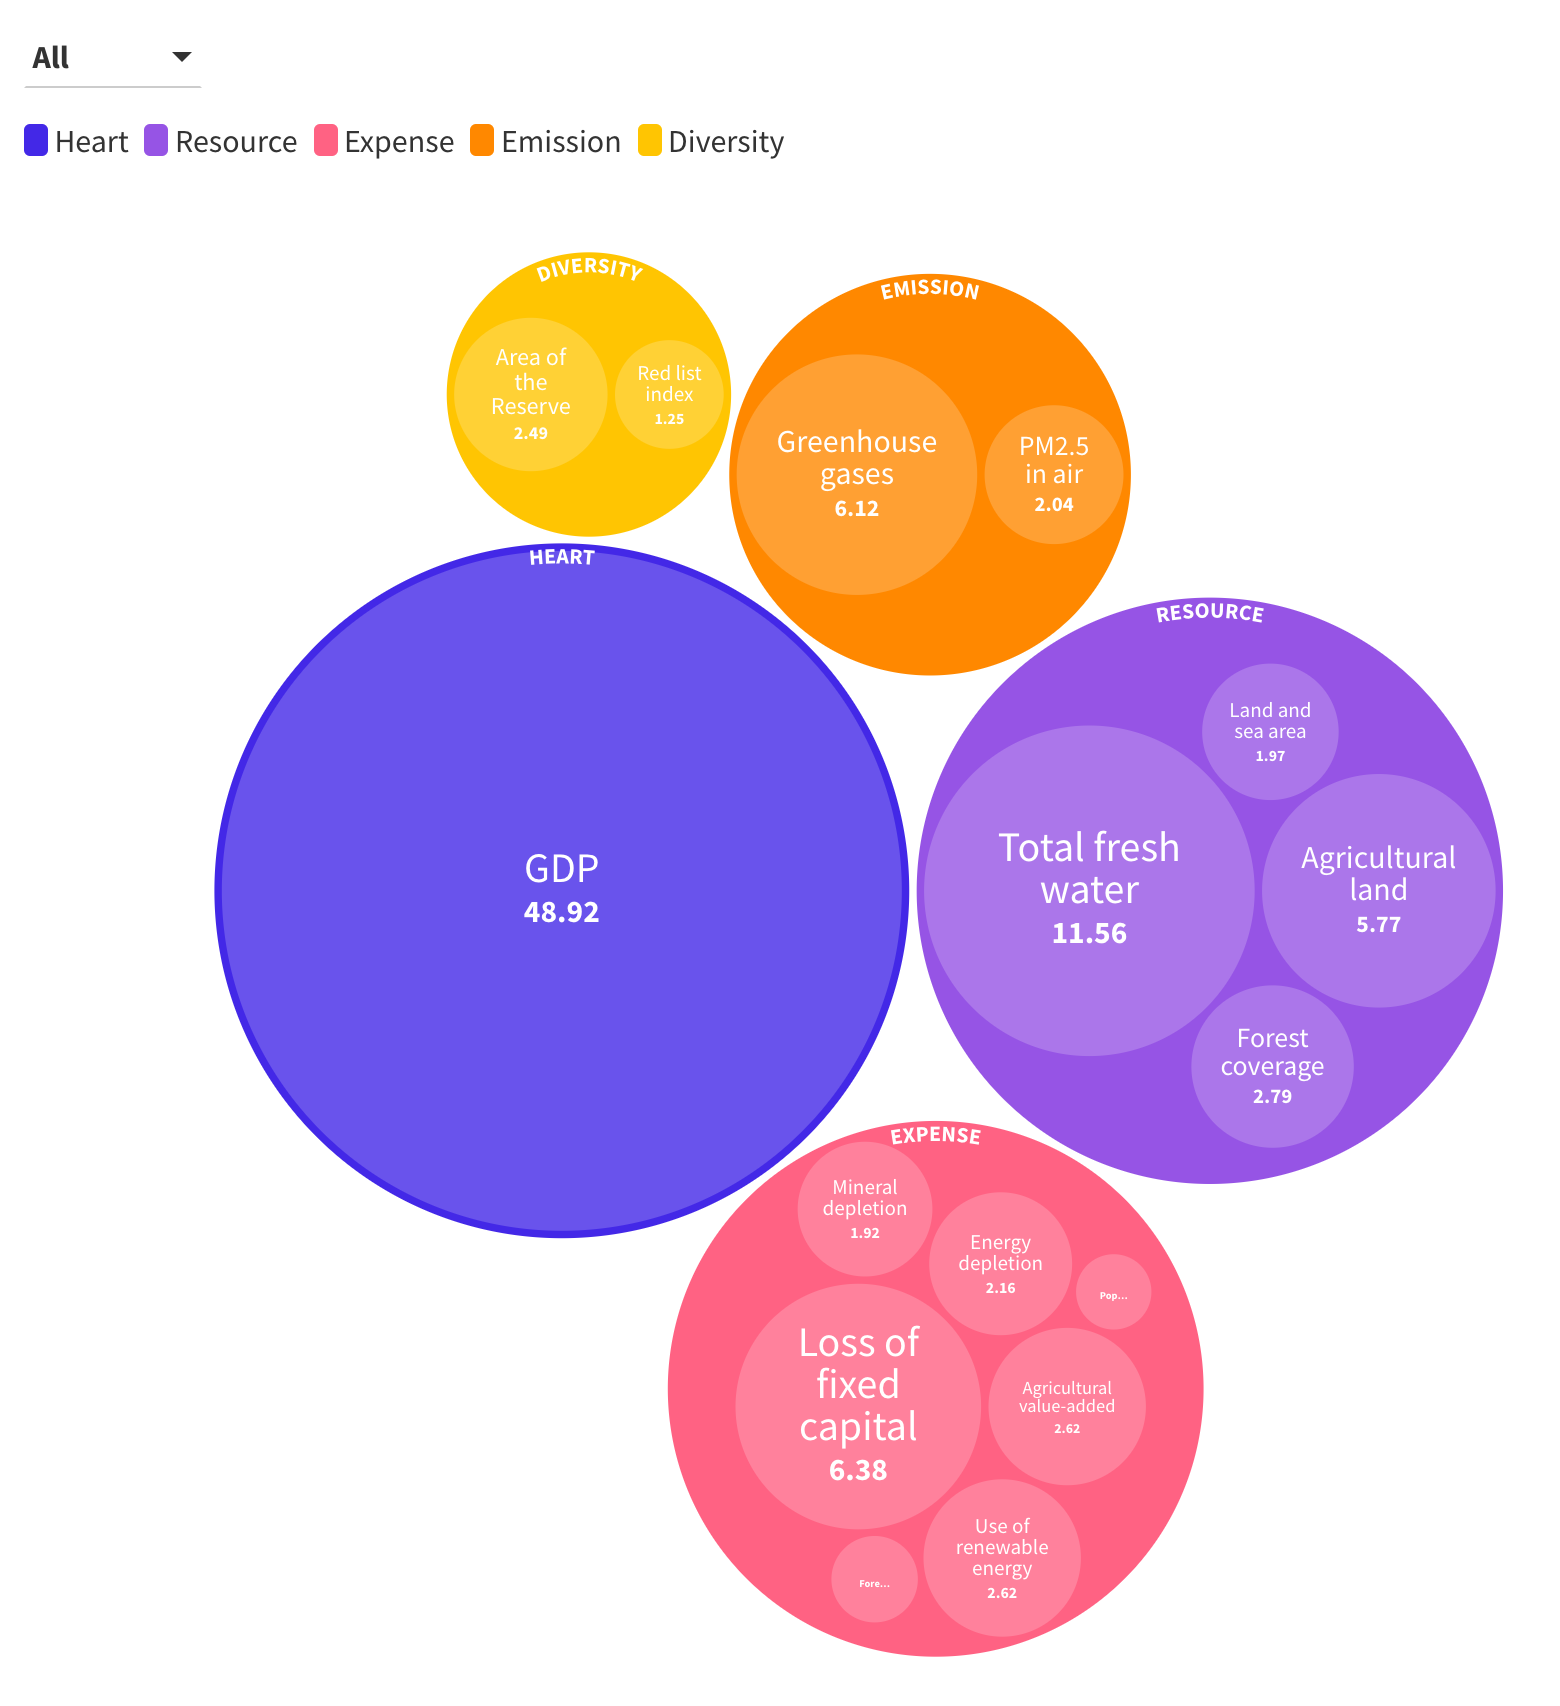 All
Heart
Resource
Expense
Emission
Diversity
DIVERSITY
Area of
the
Reserve
2.49
Red list
index
1.25
EMISSION
Greenhouse
gases
6.12
PM2.5
in air
2.04
HEART
GDP
48.92
RESOURCE
Land and
sea area
1.97
Total fresh
water
11.56
Agricultural
land
5.77
Forest
coverage
2.79
EXPENSE
Mineral
depletion
1.92
Energy
depletion
2.16
Pop...
Loss of
fixed
capital
6.38
Agricultural
value-added
2.62
Use of
renewable
energy
2.62
Fore...